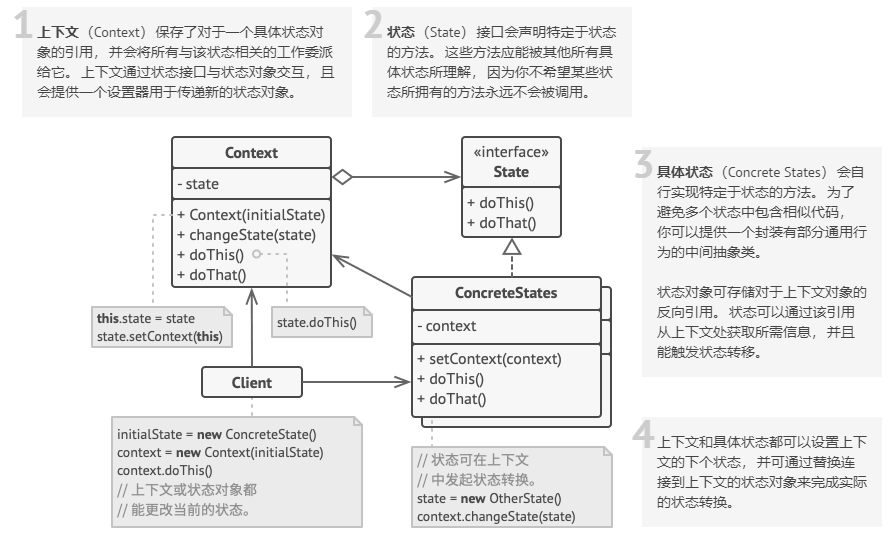 1
上下文（Context） 保存了对于一个具体状态对
象的引用， 并会将所有与该状态相关的工作委派
给它。 上下文通过状态接口与状态对象交互， 且
会提供一个设置器用于传递新的状态对象。
2
状态（State） 接口会声明特定于状态
的方法。 这些方法应能被其他所有具
体状态所理解， 因为你不希望某些状
态所拥有的方法永远不会被调用。
Context
- state
+ Context(initialState)
+ changeState(state)
+ doThis()
+ doThat()
«interface»
State
+ doThis()
+ doThat()
3
具体状态（Concrete States） 会自
行实现特定于状态的方法。 为了
避免多个状态中包含相似代码，
你可以提供一个封装有部分通用行
为的中间抽象类。
状态对象可存储对于上下文对象的
反向引用。 状态可以通过该引用
从上下文处获取所需信息， 并且
能触发状态转移。
this.state = state
state.setContext(this)
state.doThis()
ConcreteStates
- context
+ setContext(context)
+ doThis()
+ doThat()
Client
initialState = new ConcreteState()
context = new Context(initialState)
context.doThis()
// 上下文或状态对象都
// 能更改当前的状态。
// 状态可在上下文
// 中发起状态转换。
state = new OtherState()
context.changeState(state)
4
上下文和具体状态都可以设置上下
文的下个状态， 并可通过替换连
接到上下文的状态对象来完成实际
的状态转换。